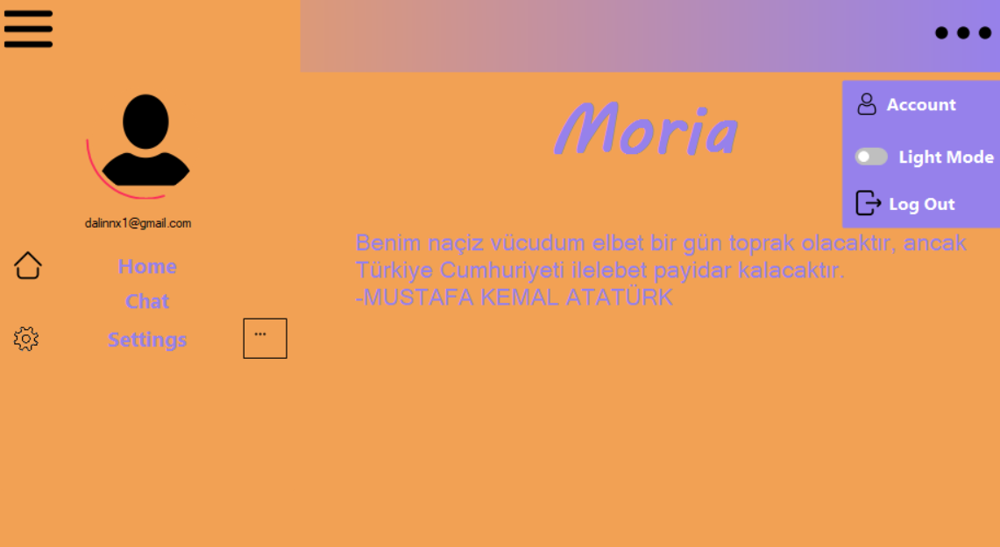 Moria
Account
Light Mode
Log Out
dalinnx1@gmail.com
Home
Chat
Settings
...
Benim naçiz vücudum elbet bir gün toprak olacaktır, ancak
Türkiye Cumhuriyeti ilelebet payidar kalacaktır.
-MUSTAFA KEMAL ATATÜRK